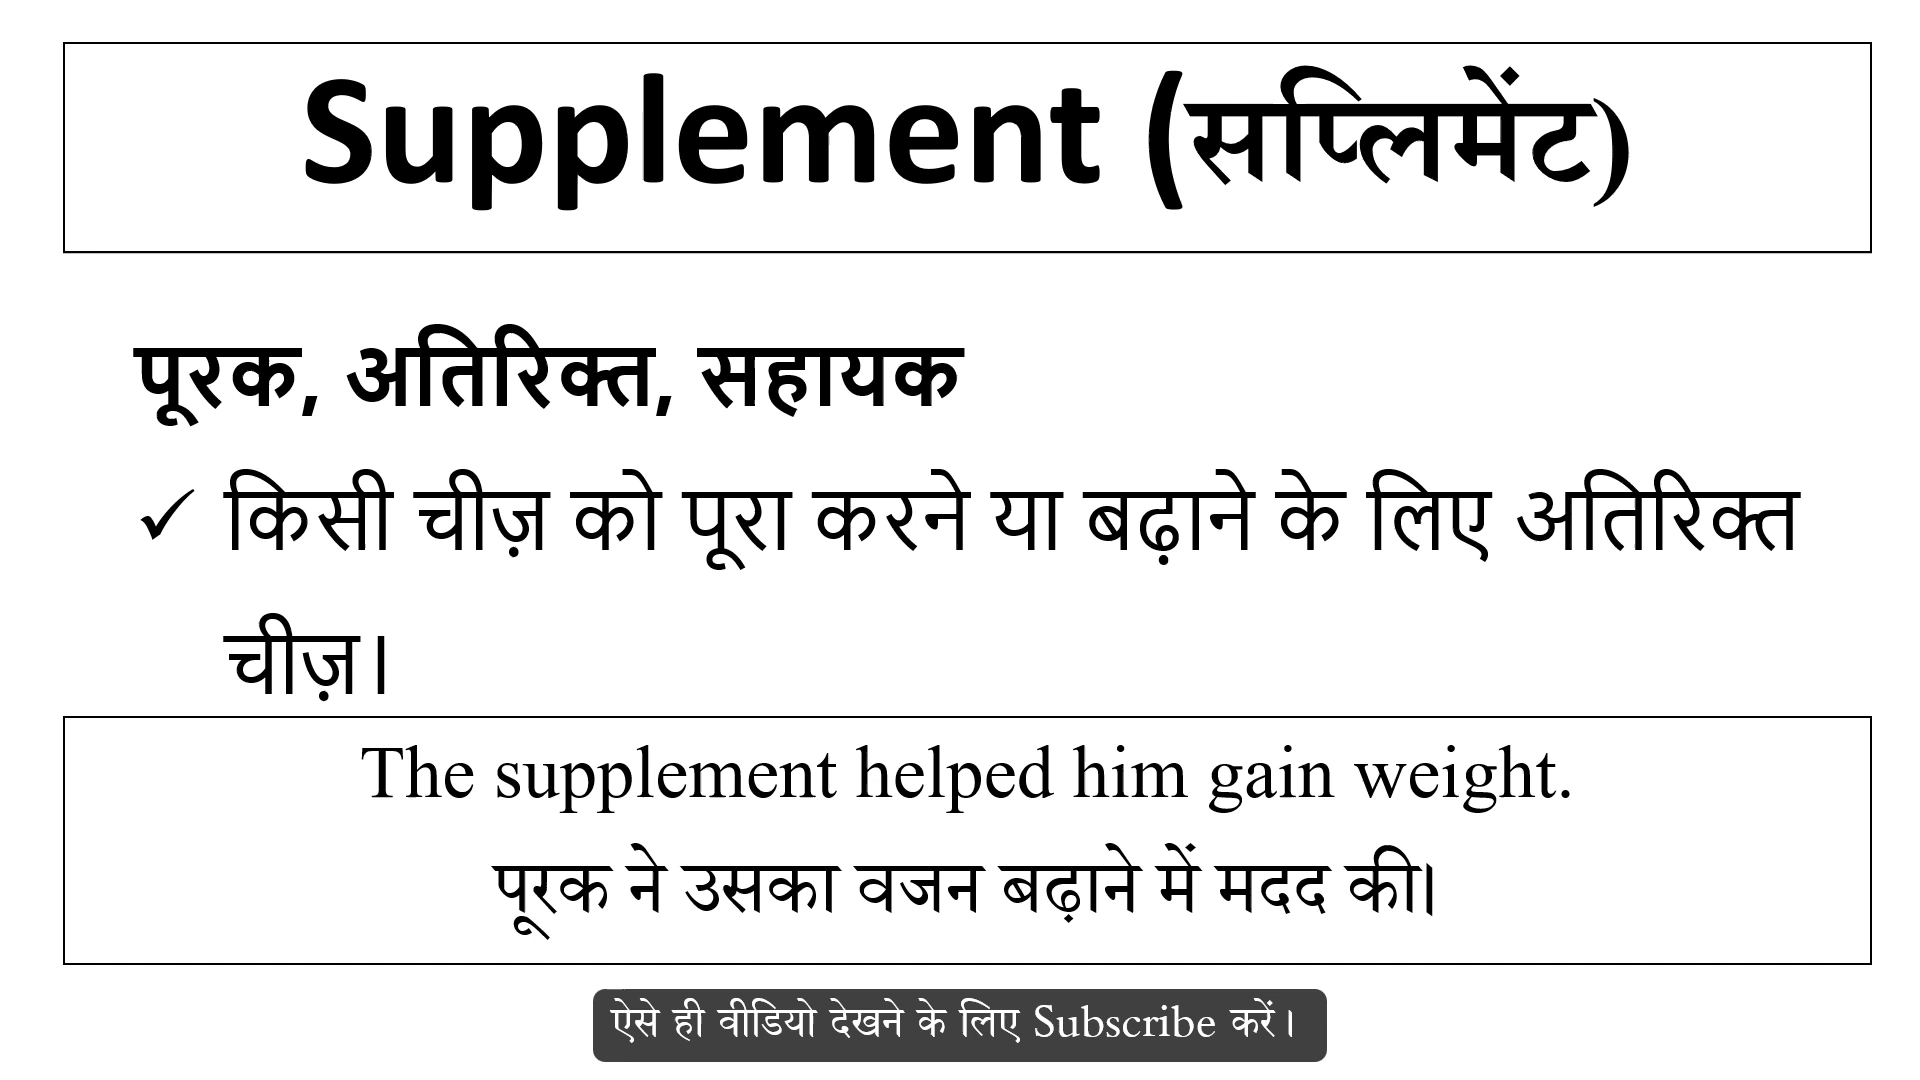 Supplement (सप्लिमेंट)
पूरक, अतिरिक्त, सहायक
✓ किसी चीज़ को पूरा करने या बढ़ाने के लिए अतिरिक्त
चीज़।
The supplement helped him gain weight.
पूरक ने उसका वजन बढ़ाने में मदद की।
ऐसे ही वीडियो देखने के लिए Subscribe करें।